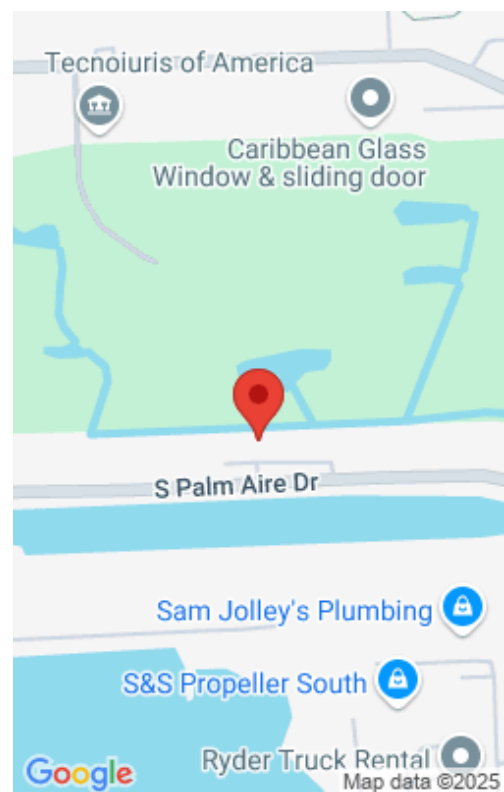 Tecnoiuris of America
Caribbean Glass
Window & sliding door
S Palm Aire Dr
Sam Jolley's Plumbing
S&S Propeller South
Ryder Truck Rental
Google
Map data ©2025